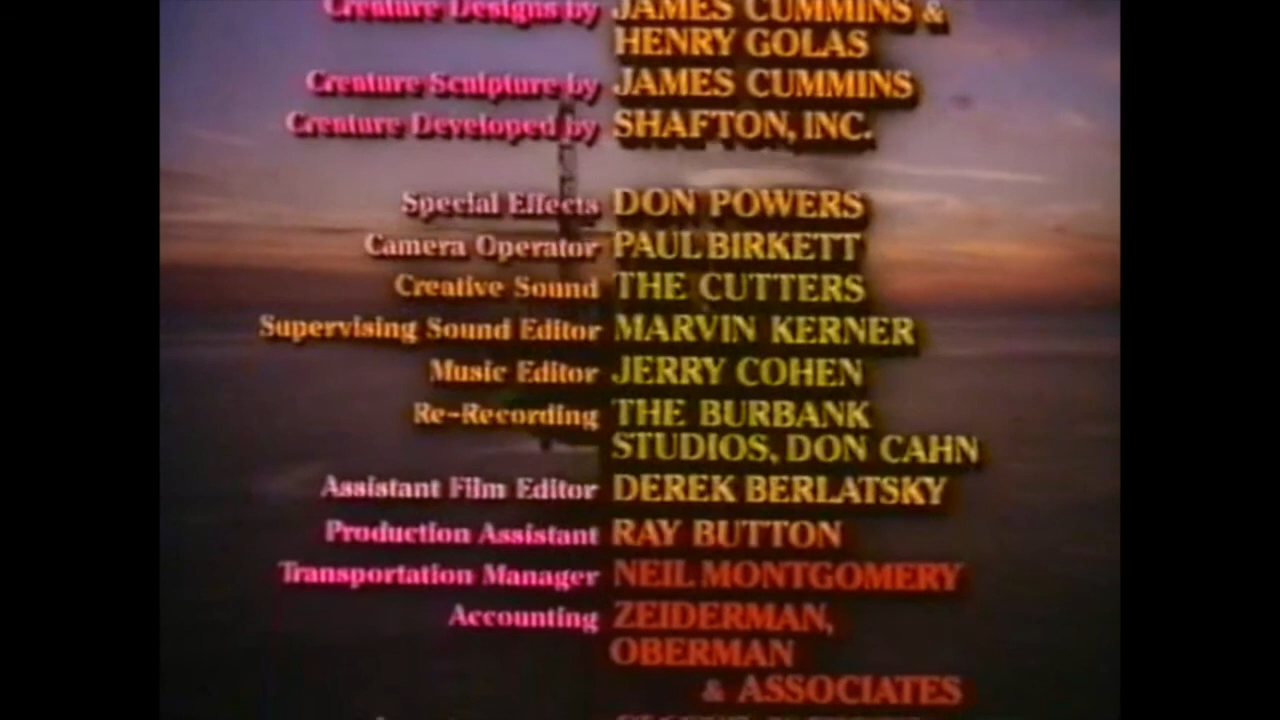 Creature Designs by JAMES CUMMINS &
HENRY GOLAS
Creature Sculpture by JAMES CUMMINS
Creature Developed by SHAFTON, INC.
Special Effects DON POWERS
Camera Operator PAUL BIRKETT
Creative Sound THE CUTTERS
Supervising Sound Editor MARVIN KERNER
Music Editor JERRY COHEN
Re-Recording THE BURBANK
STUDIOS, DON CAHN
Assistant Film Editor DEREK BERLATSKY
Production Assistant RAY BUTTON
Transportation Manager NEIL MONTGOMERY
Accounting ZEIDERMAN,
OBERMAN
& ASSOCIATES